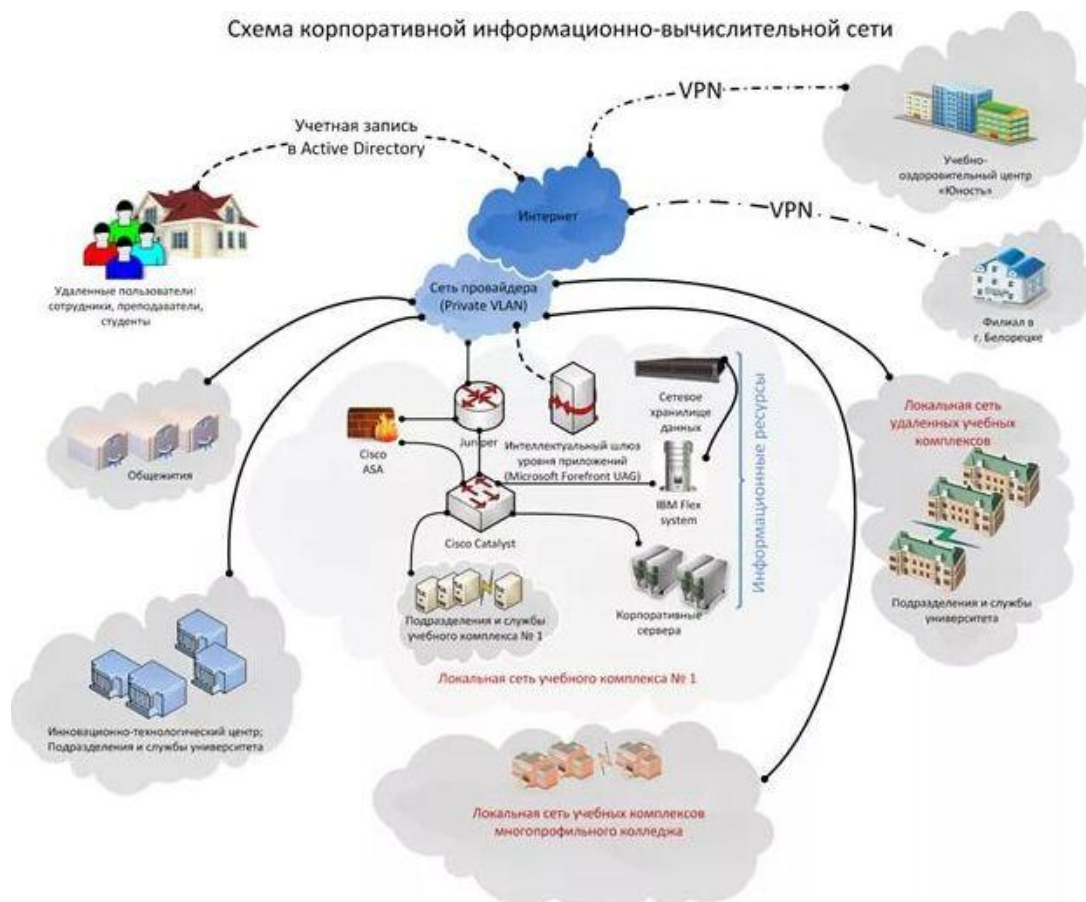 Схема корпоративной информационно-вычислительной сети
VPN
Учетная запись
в Active Directory
Учебно-
оздоровительный центр
«Юность»
Интернет
VPN
Удаленные пользователи:
сотрудники, преподаватели,
студенты
Сеть провайдера
(Private VLAN)
Филиал в
г. Белорецке
Общежития
Cisco
ASA
Juniper
Интеллектуальный шлюз
уровня приложений
(Microsoft Forefront UAG)
Сетевое
хранилище
данных
IBM Flex
system
Информационные ресурсы
Локальная сеть
удаленных учебных
комплексов
Подразделения и службы
университета
Cisco Catalyst
Подразделения и службы
учебного комплекса № 1
Корпоративные
сервера
Локальная сеть учебного комплекса № 1
Инновационно-технологический центр;
Подразделения и службы университета
Локальная сеть учебных комплексов
многопрофильного колледжа